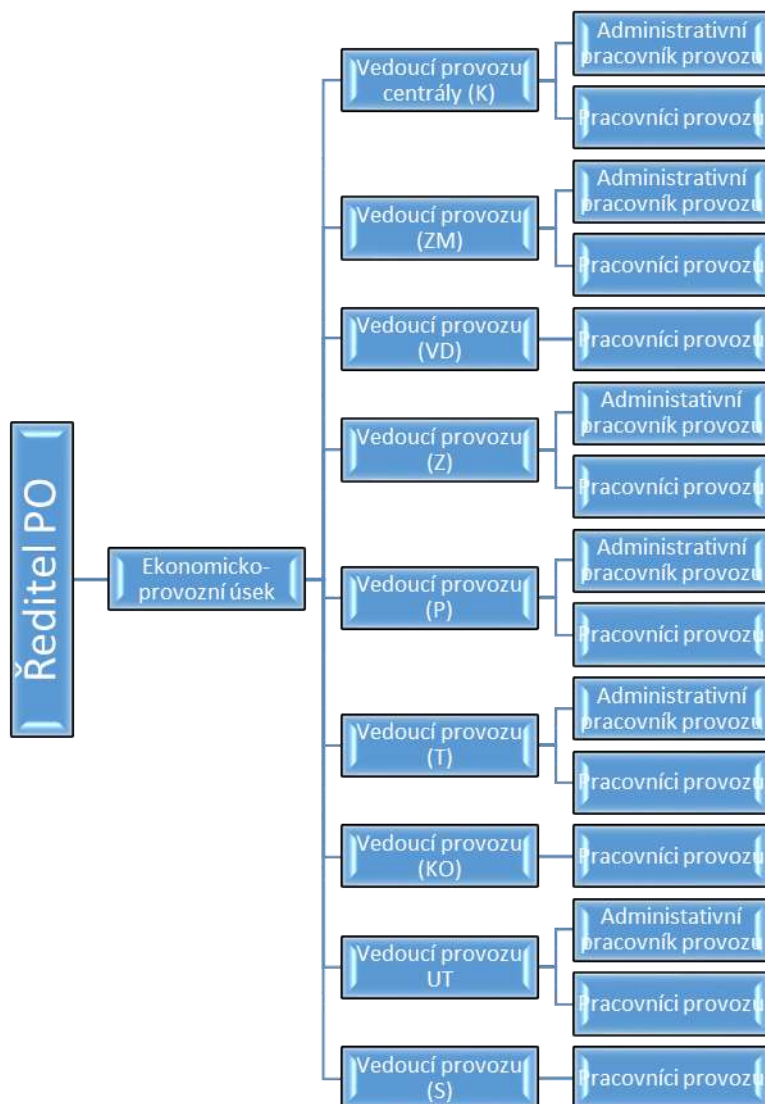 Ředitel PO
Ekonomicko-
provozní úsek
Vedoucí provozu
centrály (K)
Administrativní
pracovník provozu
Pracovníci provozu
Vedoucí provozu
(ZM)
Administrativní
pracovník provozu
Pracovníci provozu
Vedoucí provozu
(VD)
Pracovníci provozu
Vedoucí provozu
(Z)
Administativní
pracovník provozu
Pracovníci provozu
Vedoucí provozu
(P)
Administrativní
pracovník provozu
Pracovníci provozu
Vedoucí provozu
(T)
Administrativní
pracovník provozu
Pracovníci provozu
Vedoucí provozu
(KO)
Pracovníci provozu
Vedoucí provozu
UT
Administativní
pracovník provozu
Pracovníci provozu
Vedoucí provozu
(S)
Pracovníci provozu